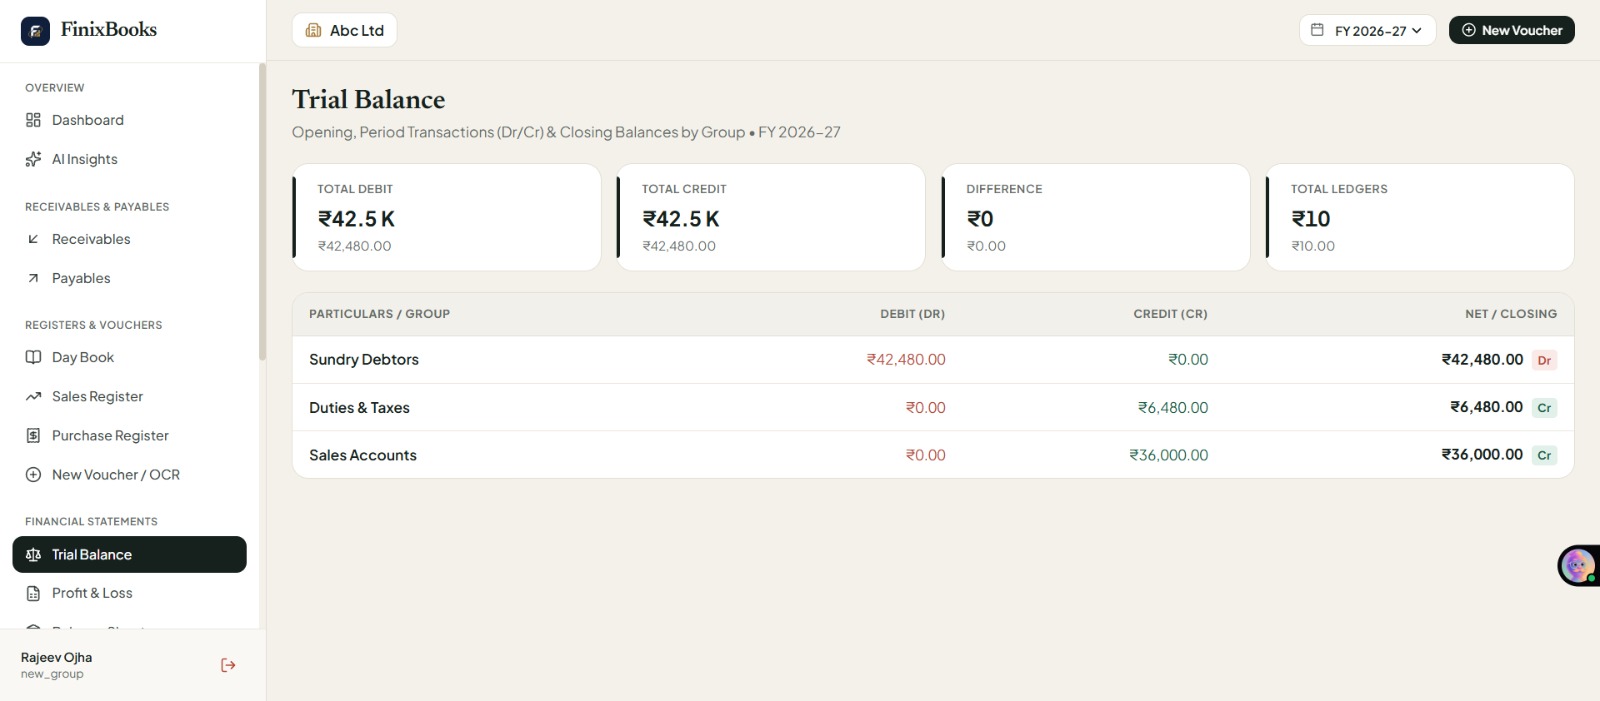 FinixBooks
OVERVIEW
Dashboard
AI Insights
RECEIVABLES & PAYABLES
Receivables
Payables
REGISTERS & VOUCHERS
Day Book
Sales Register
Purchase Register
New Voucher / OCR
FINANCIAL STATEMENTS
Trial Balance
Profit & Loss
Rajeev Ojha
new_group
Abc Ltd
FY 2026-27
New Voucher
Trial Balance
Opening, Period Transactions (Dr/Cr) & Closing Balances by Group • FY 2026-27
TOTAL DEBIT
₹42.5 K
₹42,480.00
TOTAL CREDIT
₹42.5 K
₹42,480.00
DIFFERENCE
₹0
₹0.00
TOTAL LEDGERS
₹10
₹10.00
PARTICULARS / GROUP DEBIT (DR) CREDIT (CR) NET / CLOSING
Sundry Debtors ₹42,480.00 ₹0.00 ₹42,480.00 Dr
Duties & Taxes ₹0.00 ₹6,480.00 ₹6,480.00 Cr
Sales Accounts ₹0.00 ₹36,000.00 ₹36,000.00 Cr